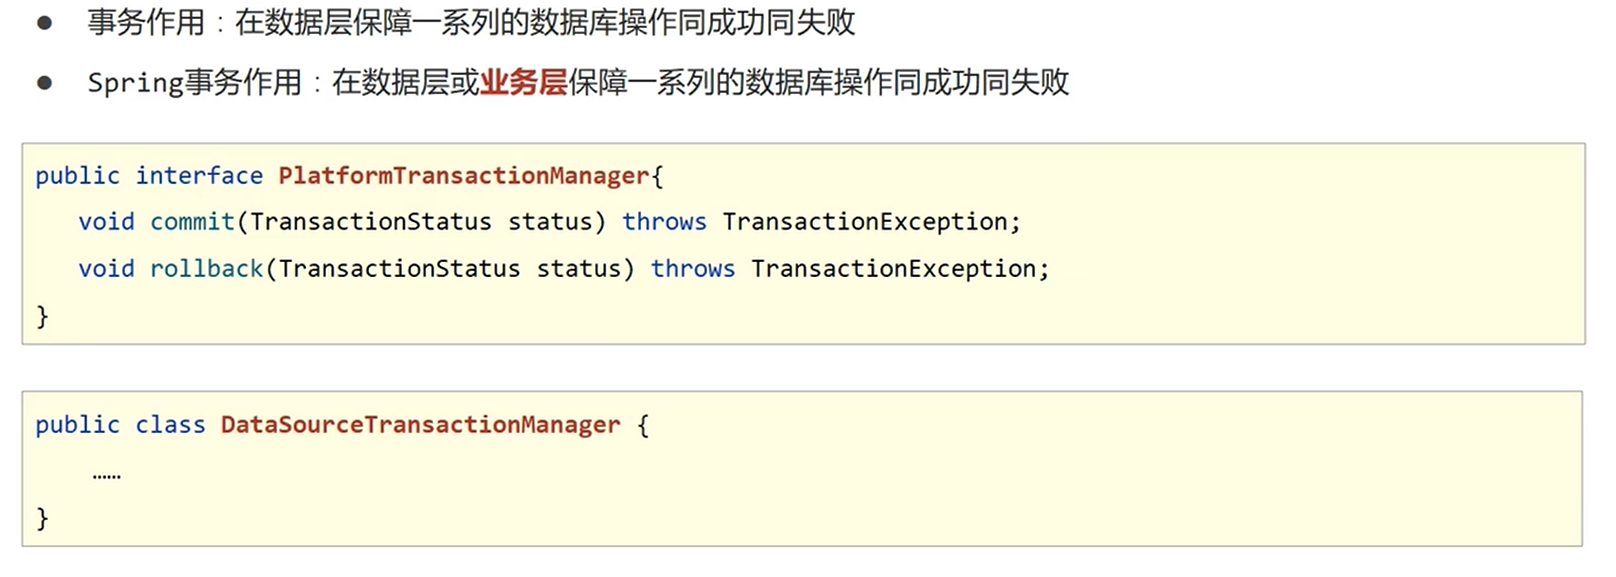 ● 事务作用：在数据层保障一系列的数据库操作同成功同失败
● Spring事务作用：在数据层或业务层保障一系列的数据库操作同成功同失败
public interface PlatformTransactionManager{
void commit(TransactionStatus status) throws TransactionException;
void rollback(TransactionStatus status) throws TransactionException;
}
public class DataSourceTransactionManager {
……
}